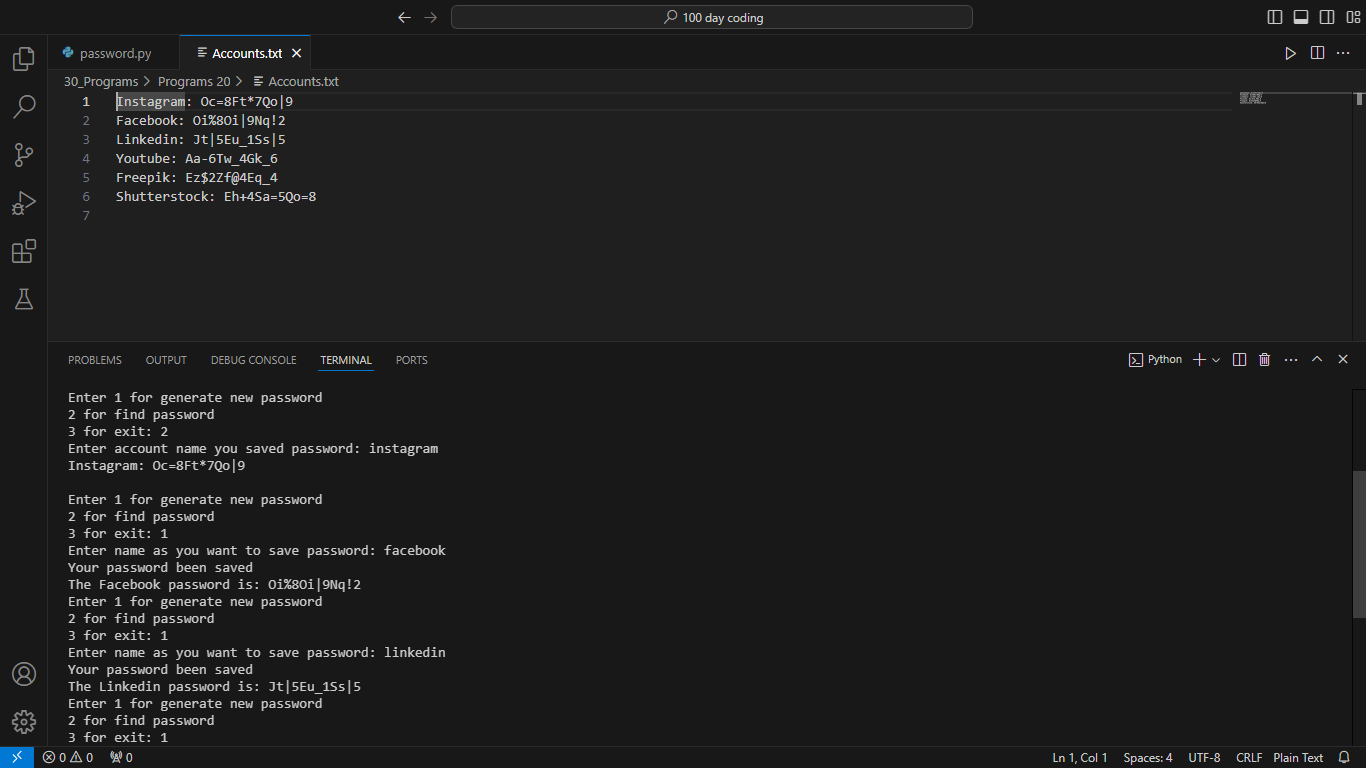 100 day coding
password.py
Accounts.txt
30_Programs > Programs 20 > Accounts.txt
1 Instagram: Oc=8Ft*7Qo|9
2 Facebook: Oi%8Oi|9Nq!2
3 Linkedin: Jt|5Eu_1Ss|5
4 Youtube: Aa-6Tw_4Gk_6
5 Freepik: Ez$2Zf@4Eq_4
6 Shutterstock: Eh+4Sa=5Qo=8
7
PROBLEMS OUTPUT DEBUG CONSOLE TERMINAL PORTS
Python
Enter 1 for generate new password
2 for find password
3 for exit: 2
Enter account name you saved password: instagram
Instagram: Oc=8Ft*7Qo|9
Enter 1 for generate new password
2 for find password
3 for exit: 1
Enter name as you want to save password: facebook
Your password been saved
The Facebook password is: Oi%8Oi|9Nq!2
Enter 1 for generate new password
2 for find password
3 for exit: 1
Enter name as you want to save password: linkedin
Your password been saved
The Linkedin password is: Jt|5Eu_1Ss|5
Enter 1 for generate new password
2 for find password
3 for exit: 1
0 0 0 Ln 1, Col 1 Spaces: 4 UTF-8 CRLF Plain Text